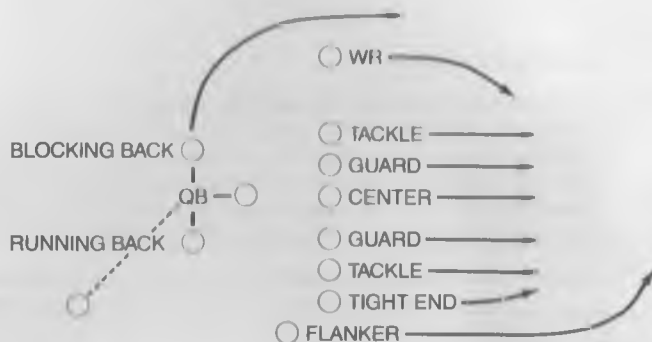 WR
TACKLE
BLOCKING BACK
GUARD
QB
CENTER
RUNNING BACK
GUARD
TACKLE
TIGHT END
FLANKER